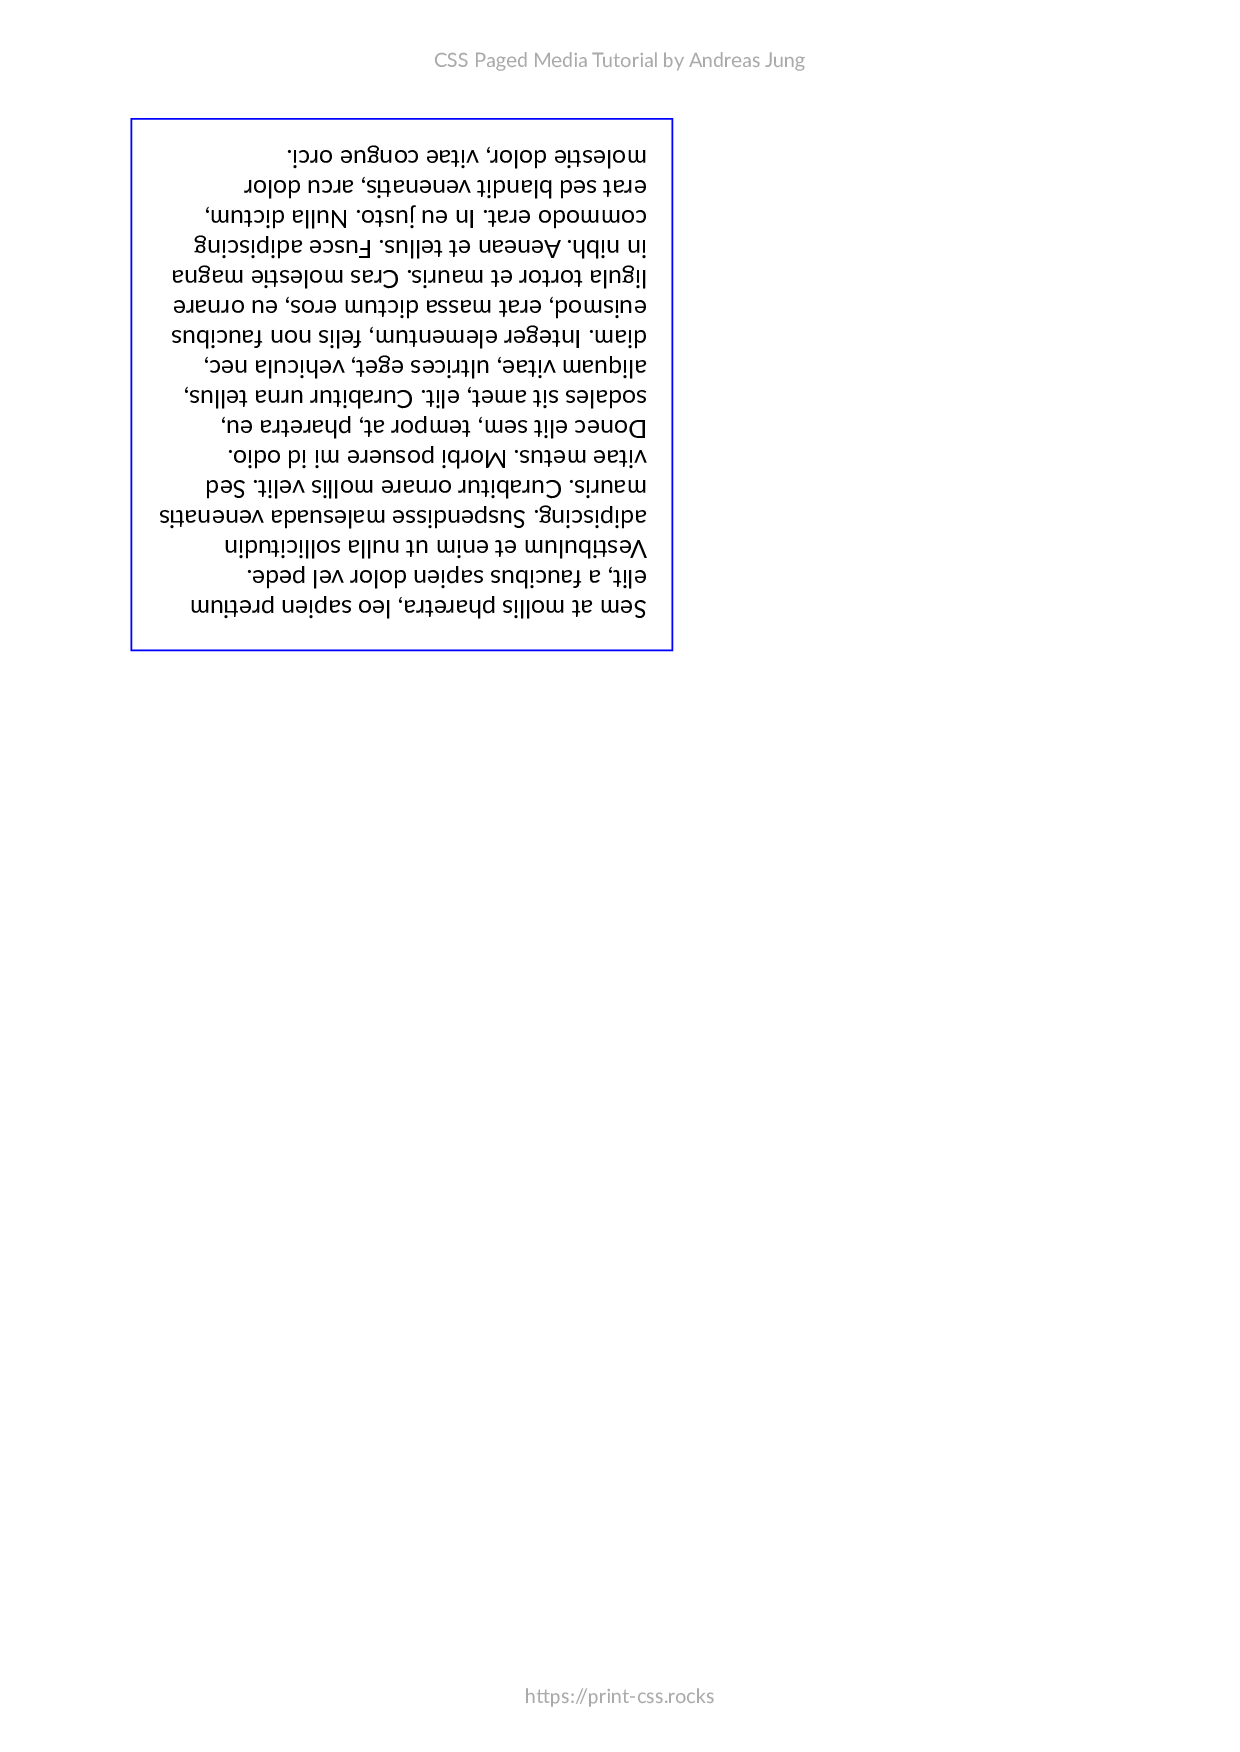 CSS Paged Media Tutorial by Andreas Jung
Sem at mollis pharetra, leo sapien pretium
elit, a faucibus sapien dolor vel pede.
Vestibulum et enim ut nulla sollicitudin
adipiscing. Suspendisse malesuada venenatis
mauris. Curabitur ornare mollis velit. Sed
vitae metus. Morbi posuere mi id odio.
Donec elit sem, tempor at, pharetra eu,
sodales sit amet, elit. Curabitur urna tellus,
aliquam vitae, ultrices eget, vehicula nec,
diam. Integer elementum, felis non faucibus
euismod, erat massa dictum eros, eu ornare
ligula tortor et mauris. Cras molestie magna
in nibh. Aenean et tellus. Fusce adipiscing
commodo erat. In eu justo. Nulla dictum,
erat sed blandit venenatis, arcu dolor
molestie dolor, vitae congue orci.
https://print-css.rocks